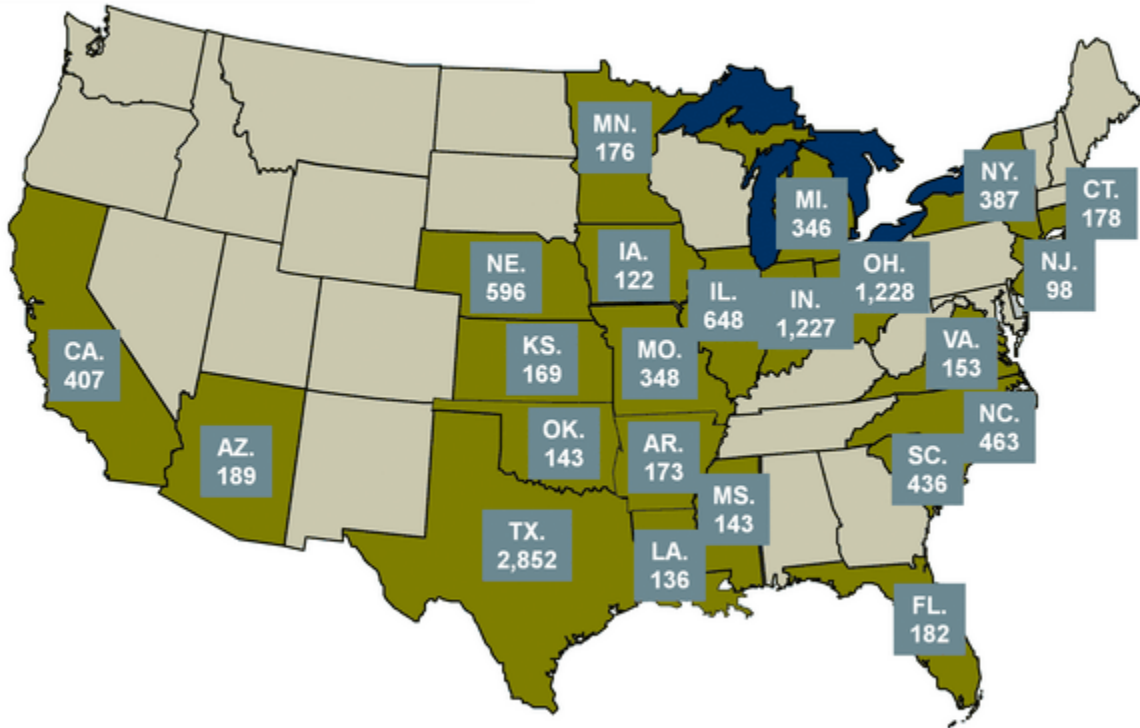 MN.
176
NY.
387
CT.
178
MI.
346
NE.
596
IA.
122
OH.
1,228
NJ.
98
IL.
648
IN.
1,227
CA.
407
KS.
169
MO.
348
VA.
153
AZ.
189
OK.
143
AR.
173
NC.
463
SC.
436
MS.
143
TX.
2,852
LA.
136
FL.
182